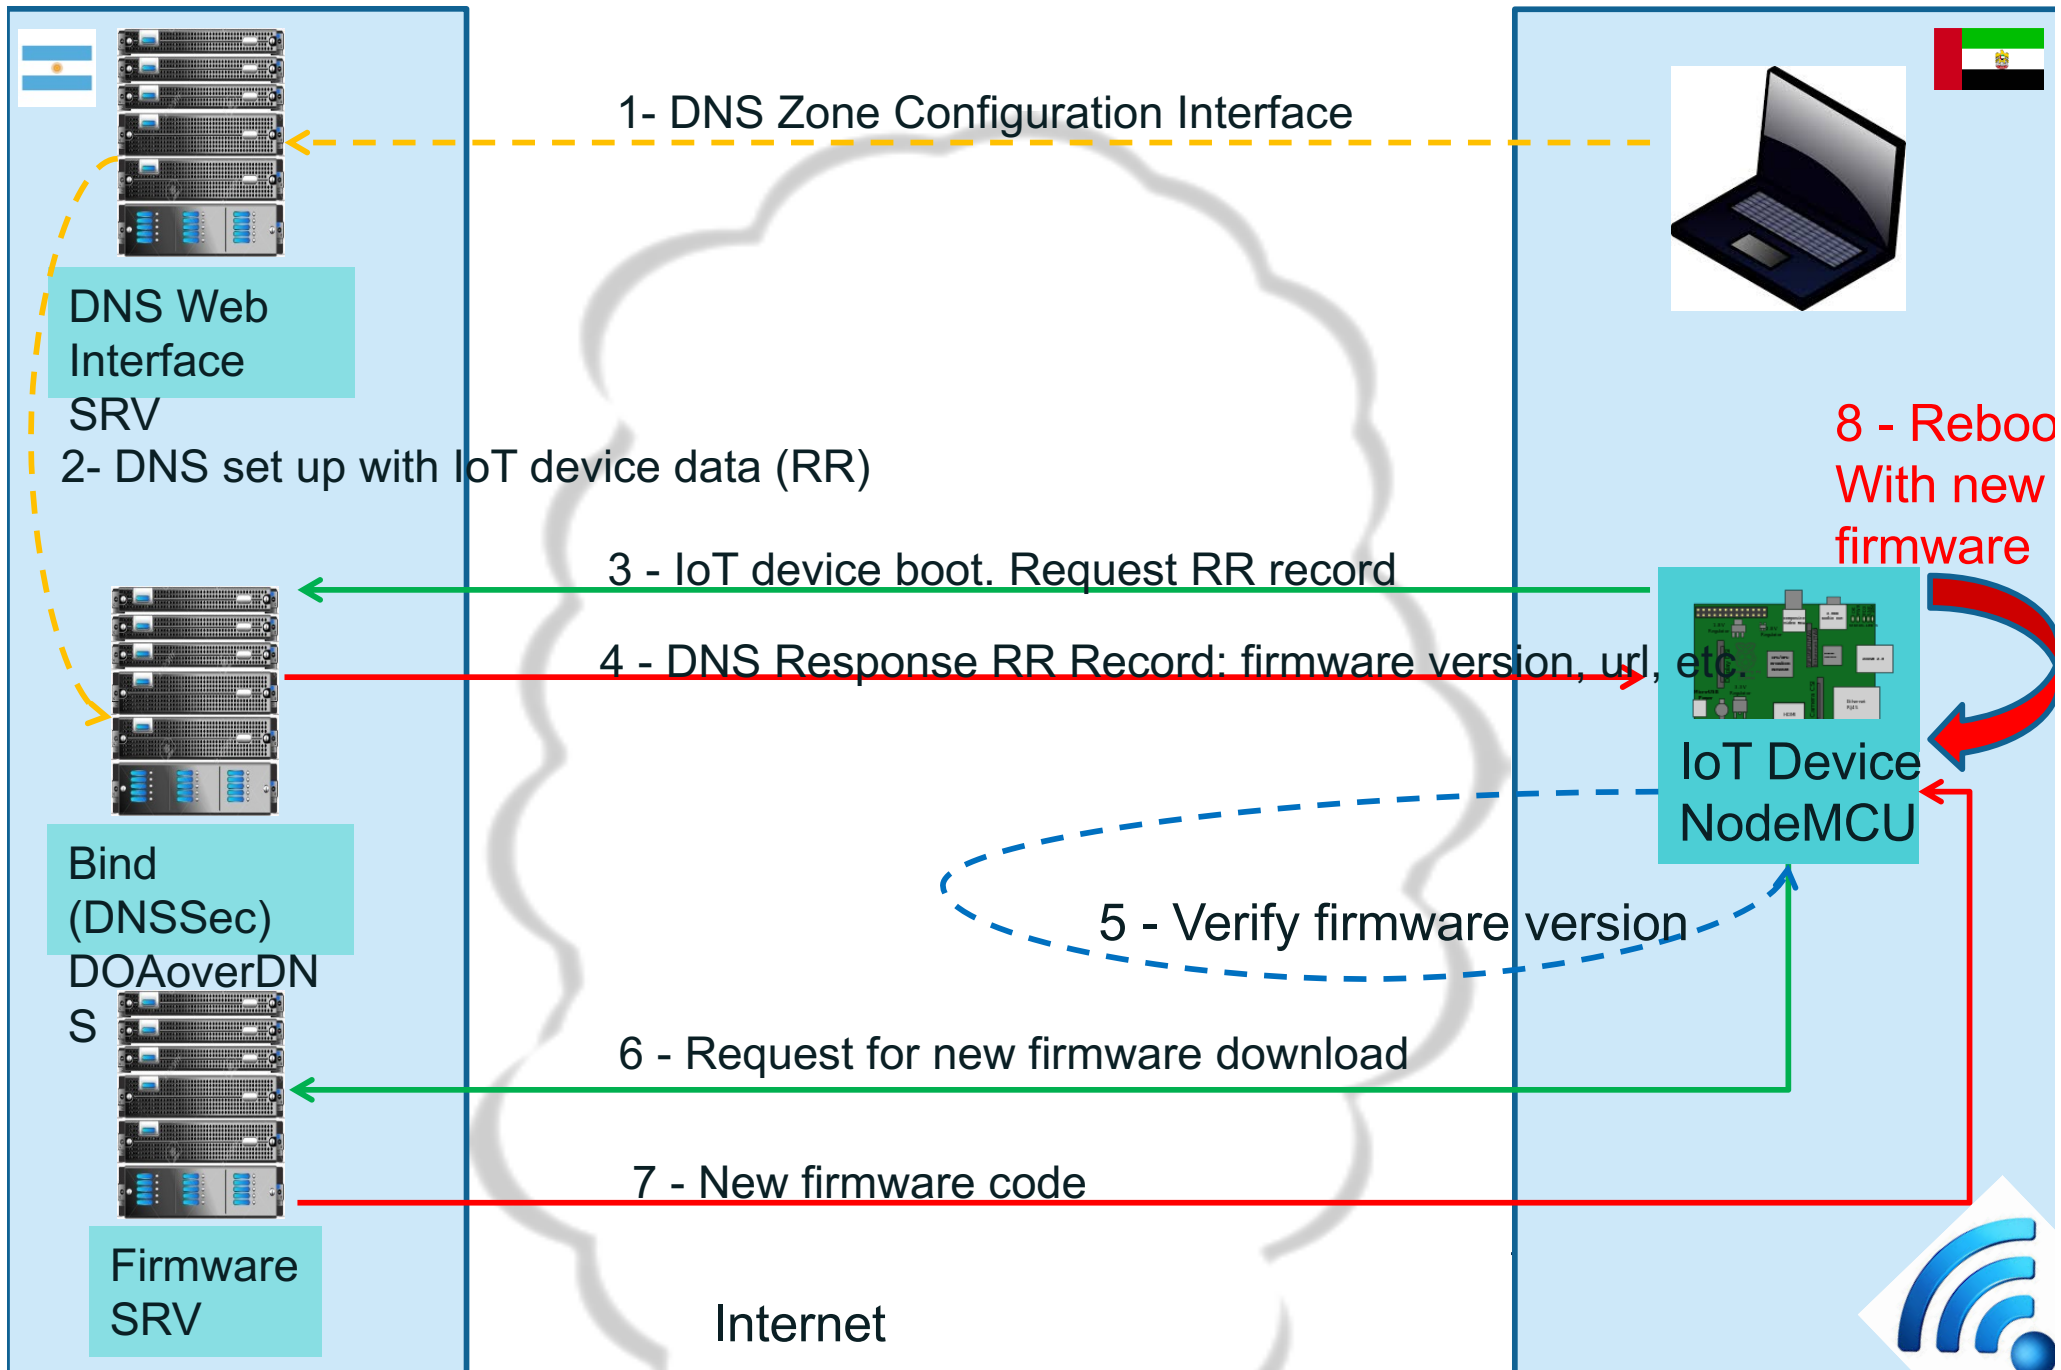 1- DNS Zone Configuration Interface
DNS Web
Interface
SRV
2- DNS set up with IoT device data (RR)
8 - Reboo
With new
firmware
3 - IoT device boot. Request RR record
4 - DNS Response RR Record: firmware version, url, etc.
IoT Device
NodeMCU
Bind
(DNSSec)
DOAoverDN
S
5 - Verify firmware version
6 - Request for new firmware download
7 - New firmware code
Firmware
SRV
Internet